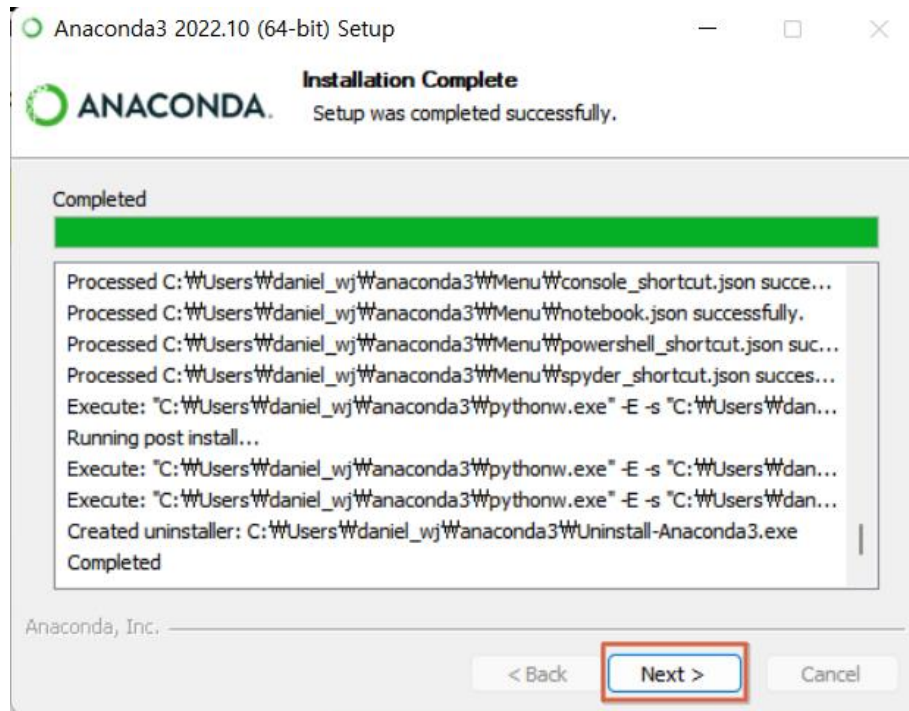 Anaconda3 2022.10 (64-bit) Setup
ANACONDA.
Installation Complete
Setup was completed successfully.
Completed
Processed C:₩Users₩daniel_wj₩anaconda3₩Menu₩console_shortcut.json succe...
Processed C:₩Users₩daniel_wj₩anaconda3₩Menu₩notebook.json successfully.
Processed C:₩Users₩daniel_wj₩anaconda3₩Menu₩powershell_shortcut.json suc...
Processed C:₩Users₩daniel_wj₩anaconda3₩Menu₩spyder_shortcut.json succes...
Execute: "C:₩Users₩daniel_wj₩anaconda3₩pythonw.exe" -E -s "C:₩Users₩dan...
Running post install...
Execute: "C:₩Users₩daniel_wj₩anaconda3₩pythonw.exe" -E -s "C:₩Users₩dan...
Execute: "C:₩Users₩daniel_wj₩anaconda3₩pythonw.exe" -E -s "C:₩Users₩dan...
Created uninstaller: C:₩Users₩daniel_wj₩anaconda3₩Uninstall-Anaconda3.exe
Completed
Anaconda, Inc.
< Back Next > Cancel